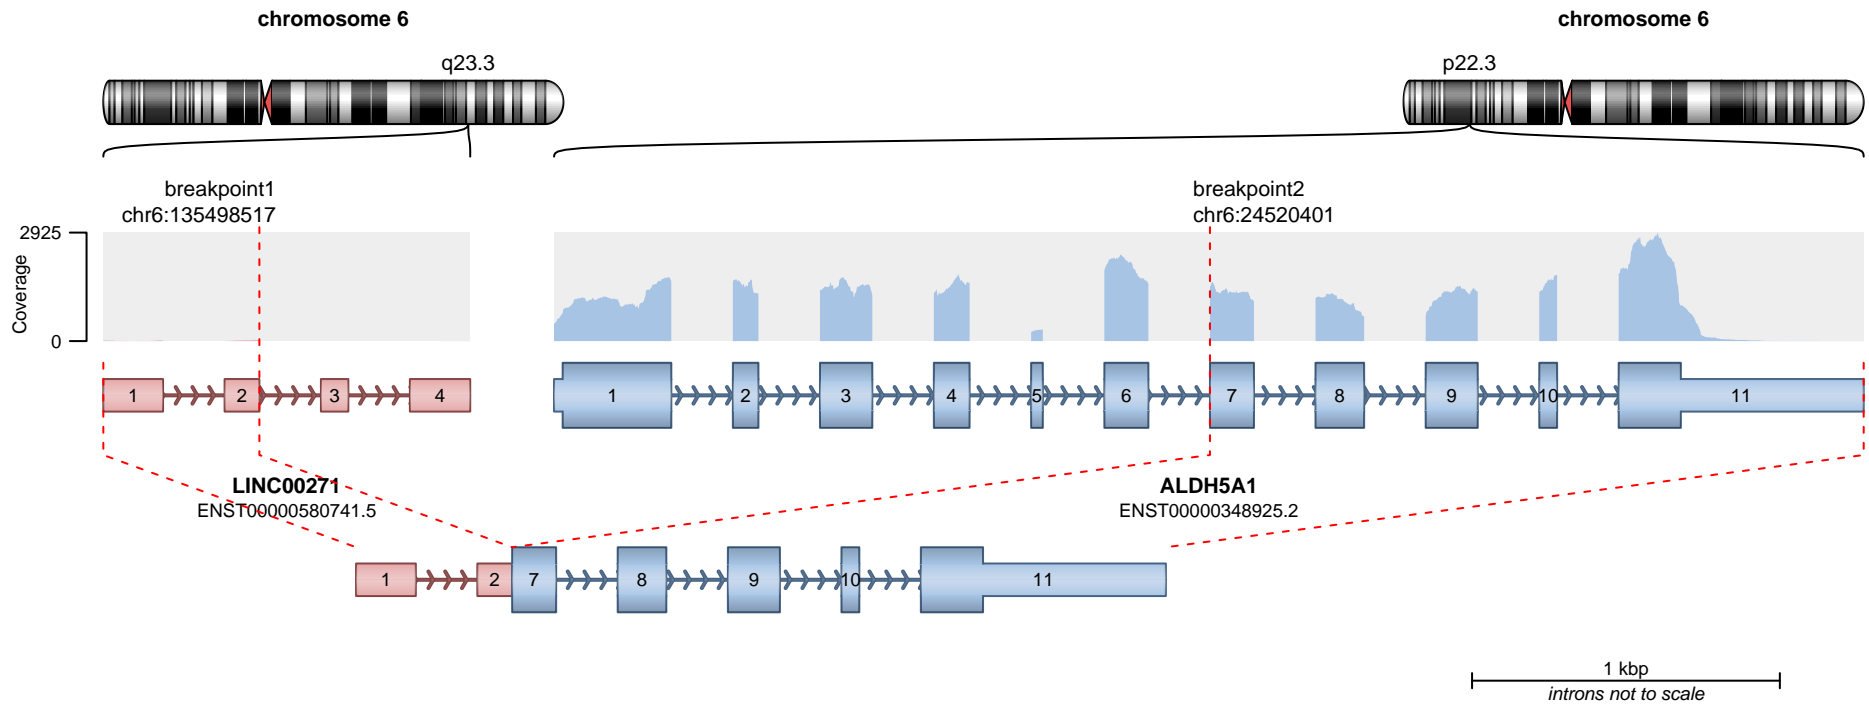 chromosome 6
chromosome 6
q23.3
p22.3
breakpoint1
chr6:135498517
breakpoint2
chr6:24520401
2925
Coverage
0
1 2 3 4
1 2 3 4 5 6 7 8 9 10 11
LINC00271
ENST00000580741.5
ALDH5A1
ENST00000348925.2
1 2 7 8 9 10 11
1 kbp
introns not to scale